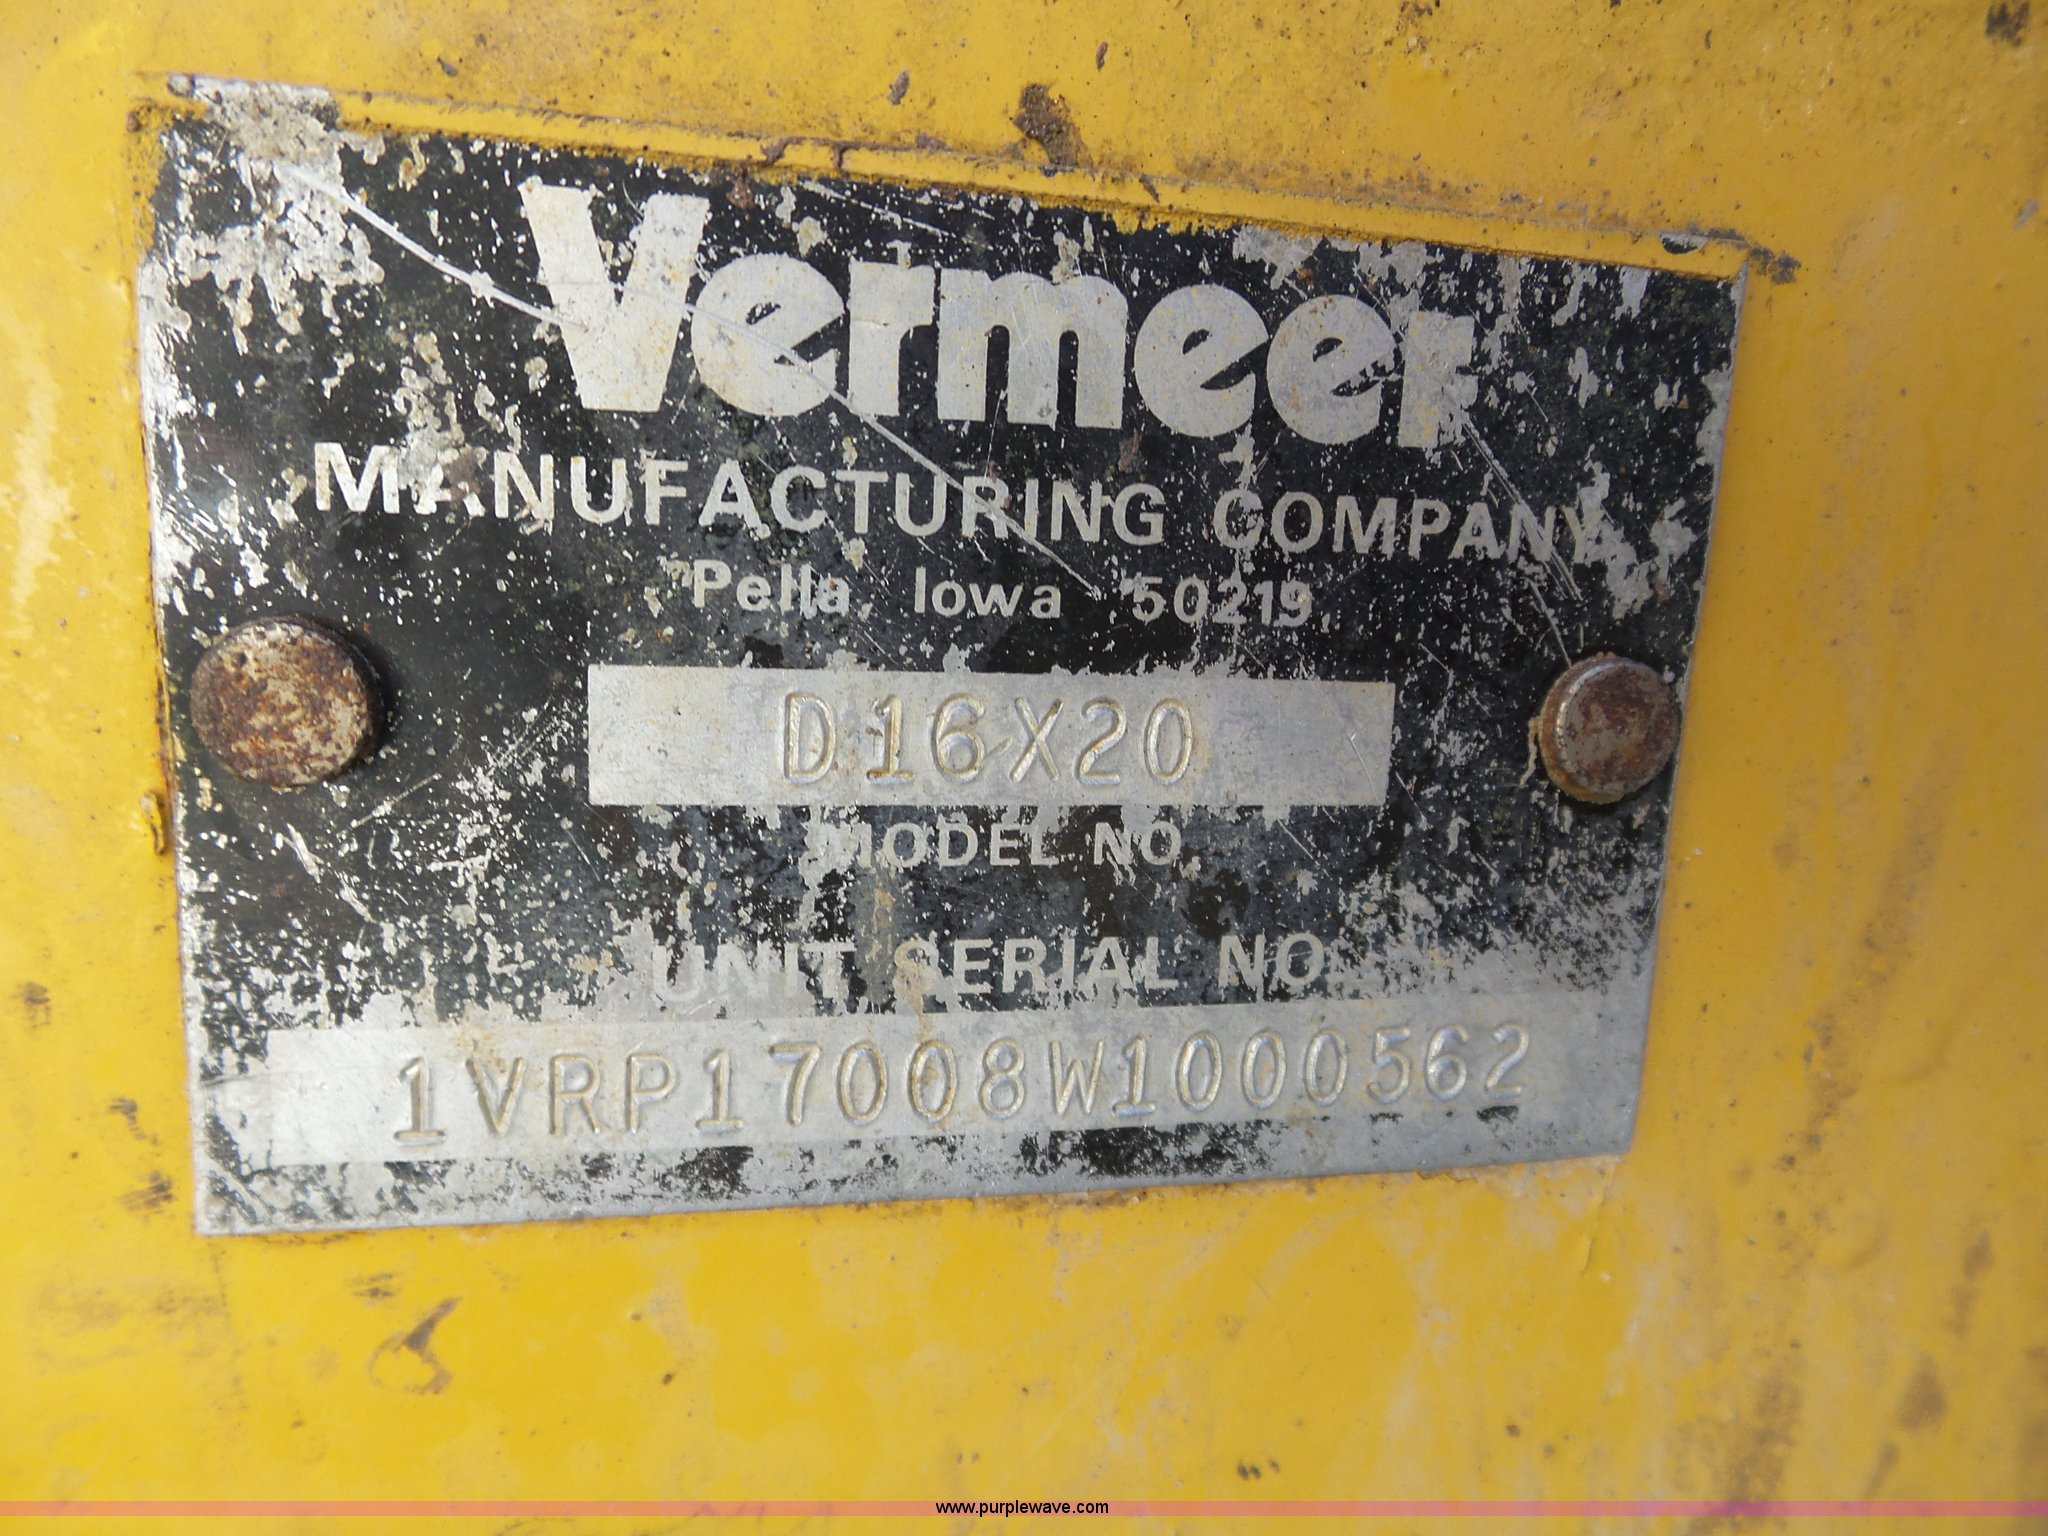 Vermeer
MANUFACTURING COMPANY
Pella, Iowa 50219
D16X20
MODEL NO.
UNIT SERIAL NO.
1VRP17008W1000562
www.purplewave.com